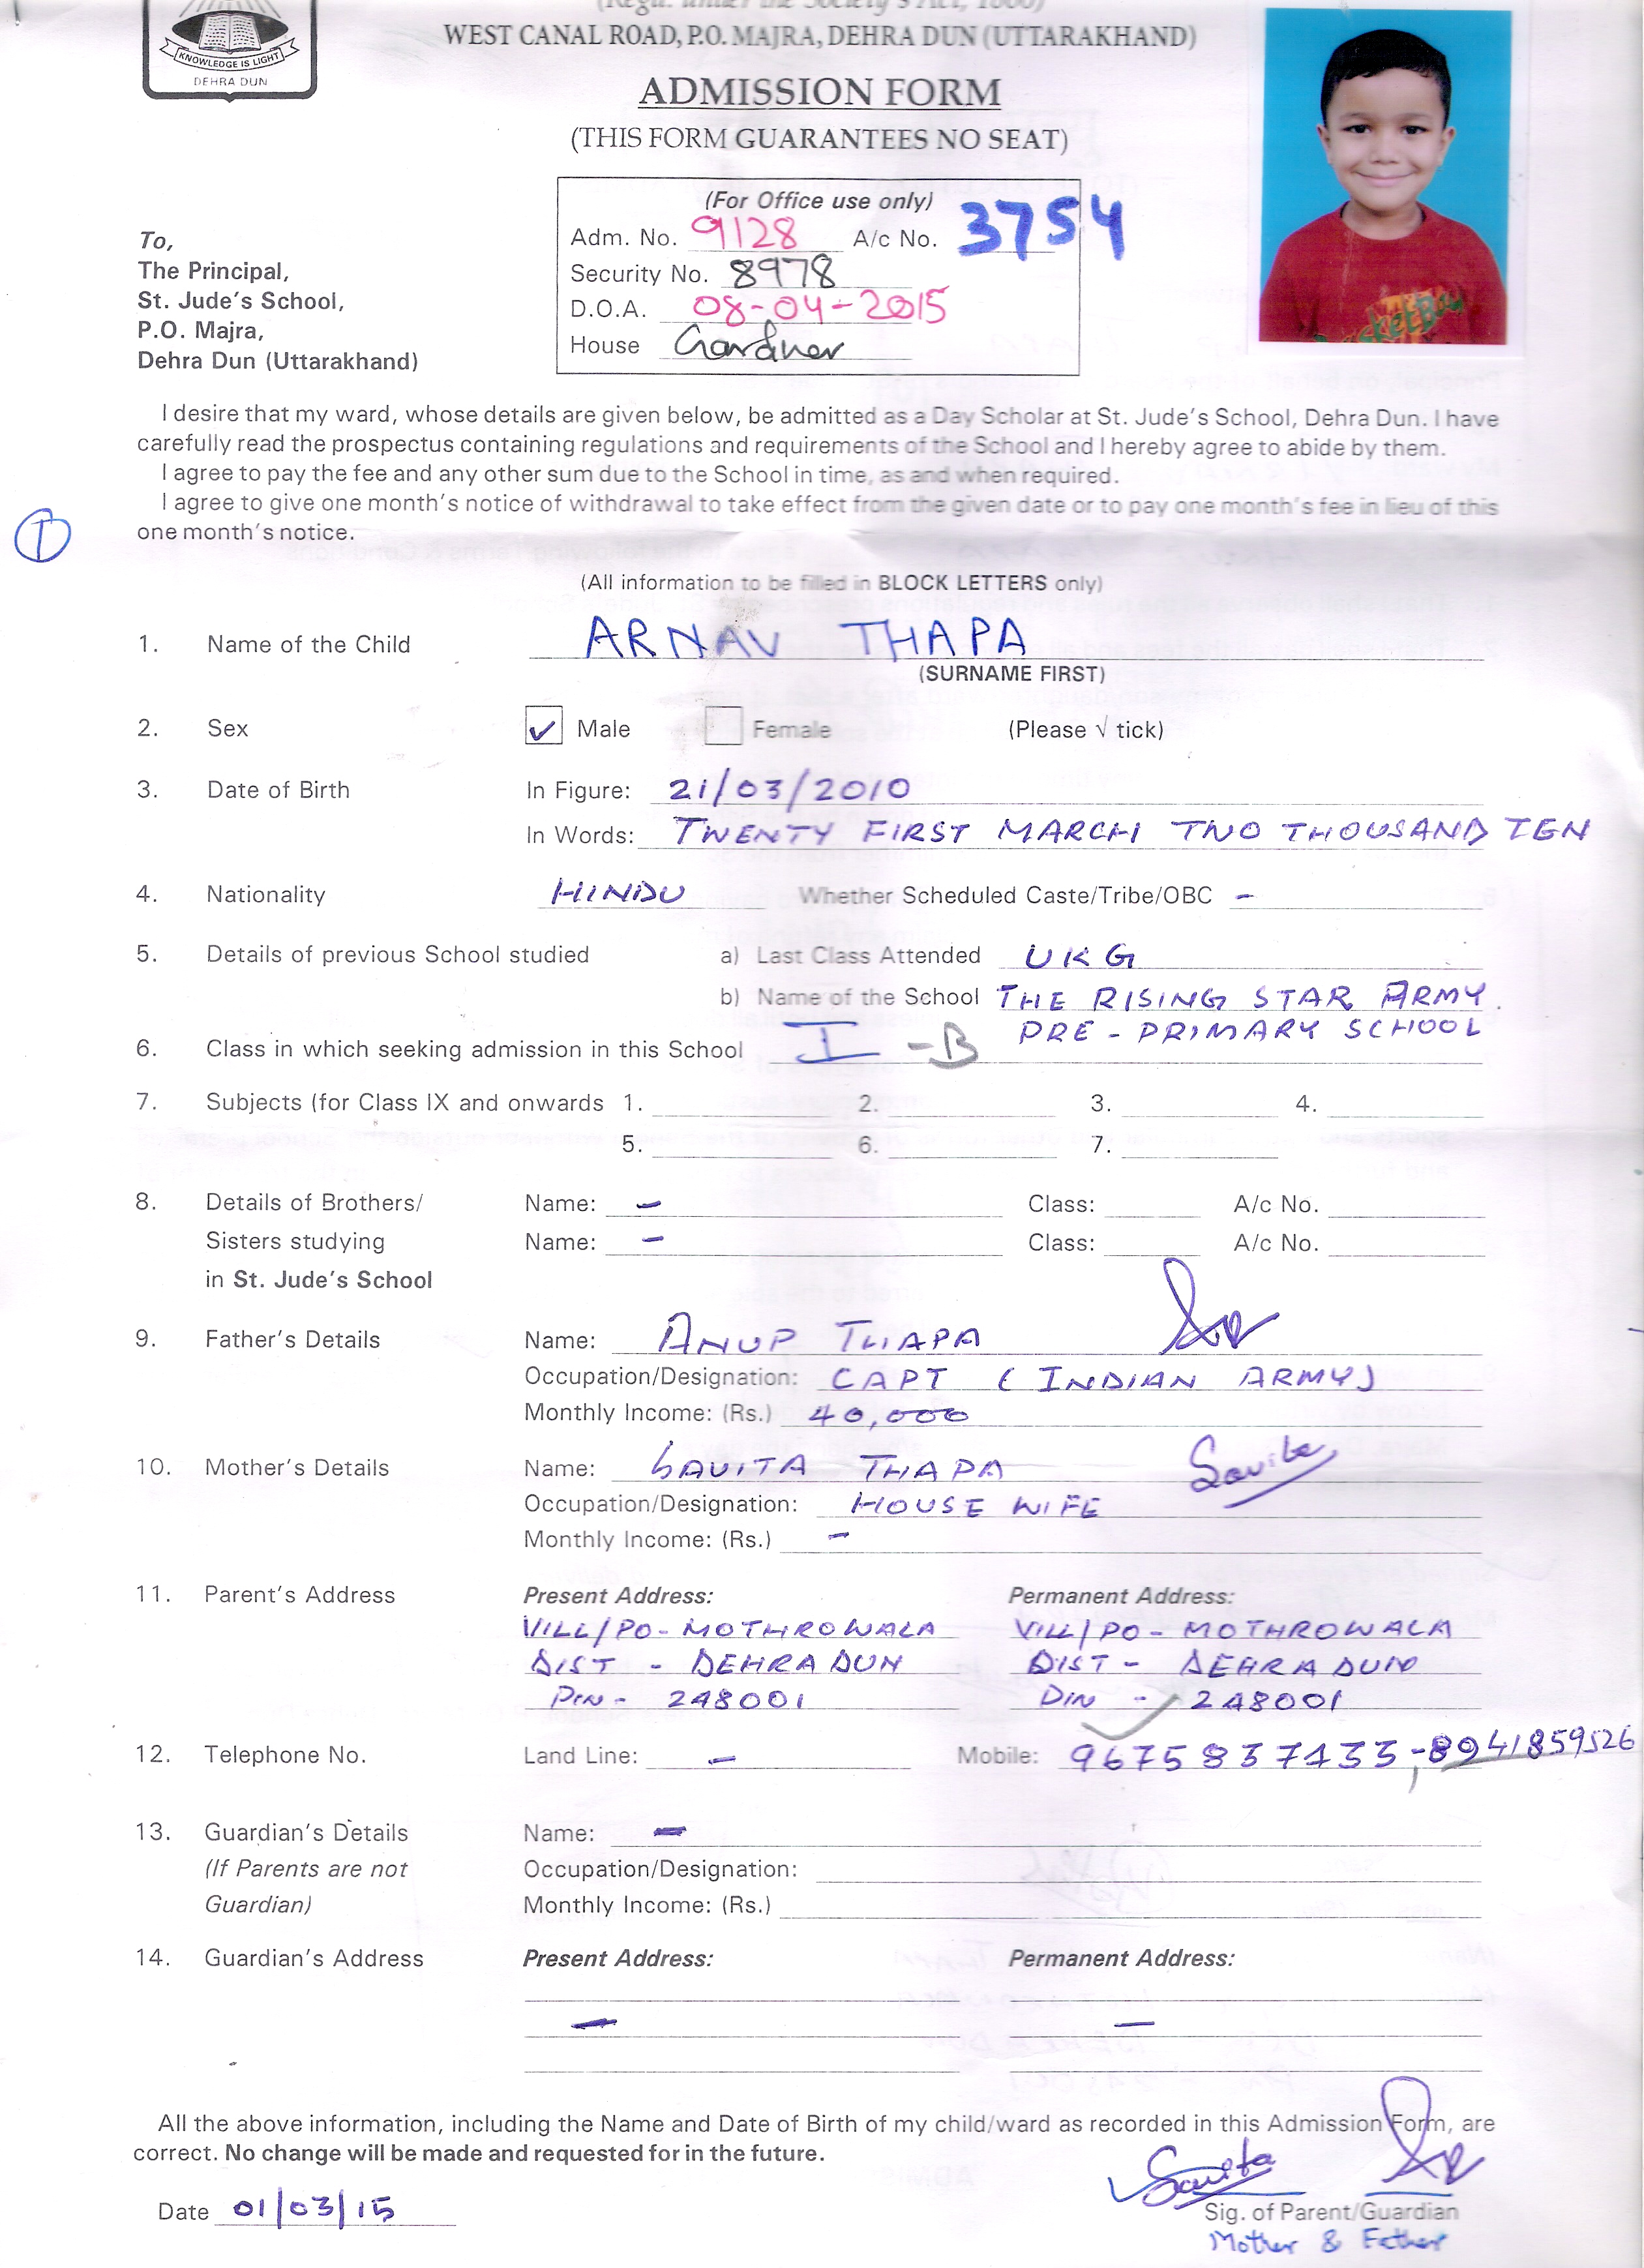 (Regd. under the Society's Act, 1860)
WEST CANAL ROAD, P.O. MAJRA, DEHRA DUN (UTTARAKHAND)
KNOWLEDGE IS LIGHT
DEHRA DUN
ADMISSION FORM
(THIS FORM GUARANTEES NO SEAT)
(For Office use only)
Adm. No. 9128 A/c No. 3754
Security No. 8978
D.O.A. 08-04-2015
House Gardner
To,
The Principal,
St. Jude's School,
P.O. Majra,
Dehra Dun (Uttarakhand)
I desire that my ward, whose details are given below, be admitted as a Day Scholar at St. Jude's School, Dehra Dun. I have
carefully read the prospectus containing regulations and requirements of the School and I hereby agree to abide by them.
I agree to pay the fee and any other sum due to the School in time, as and when required.
I agree to give one month's notice of withdrawal to take effect from the given date or to pay one month's fee in lieu of this
one month's notice.
(All information to be filled in BLOCK LETTERS only)
1. Name of the Child ARNAV THAPA
(SURNAME FIRST)
2. Sex ✓ Male Female (Please √ tick)
3. Date of Birth In Figure: 21/03/2010
In Words: TWENTY FIRST MARCH TWO THOUSAND TEN
4. Nationality HINDU Whether Scheduled Caste/Tribe/OBC -
5. Details of previous School studied a) Last Class Attended UKG
b) Name of the School THE RISING STAR ARMY
PRE - PRIMARY SCHOOL
6. Class in which seeking admission in this School I - B
7. Subjects (for Class IX and onwards 1. 2. 3. 4.
5. 6. 7.
8. Details of Brothers/ Name: - Class: A/c No.
Sisters studying Name: - Class: A/c No.
in St. Jude's School
9. Father's Details Name: ANUP THAPA
Occupation/Designation: CAPT (INDIAN ARMY)
Monthly Income: (Rs.) 40,000
10. Mother's Details Name: SAVITA THAPA Savita
Occupation/Designation: HOUSE WIFE
Monthly Income: (Rs.) -
11. Parent's Address Present Address: Permanent Address:
VILL/PO- MOTHROWALA VILL/PO- MOTHROWALA
DIST - DEHRADUN DIST - DEHRADUN
PIN - 248001 PIN - 248001
12. Telephone No. Land Line: - Mobile: 9675837133, -8941859526
13. Guardian's Details Name: -
(If Parents are not Occupation/Designation:
Guardian) Monthly Income: (Rs.)
14. Guardian's Address Present Address: Permanent Address:
- -
All the above information, including the Name and Date of Birth of my child/ward as recorded in this Admission Form, are
correct. No change will be made and requested for in the future.
Savita
Date 01/03/15 Sig. of Parent/Guardian
Mother & Father